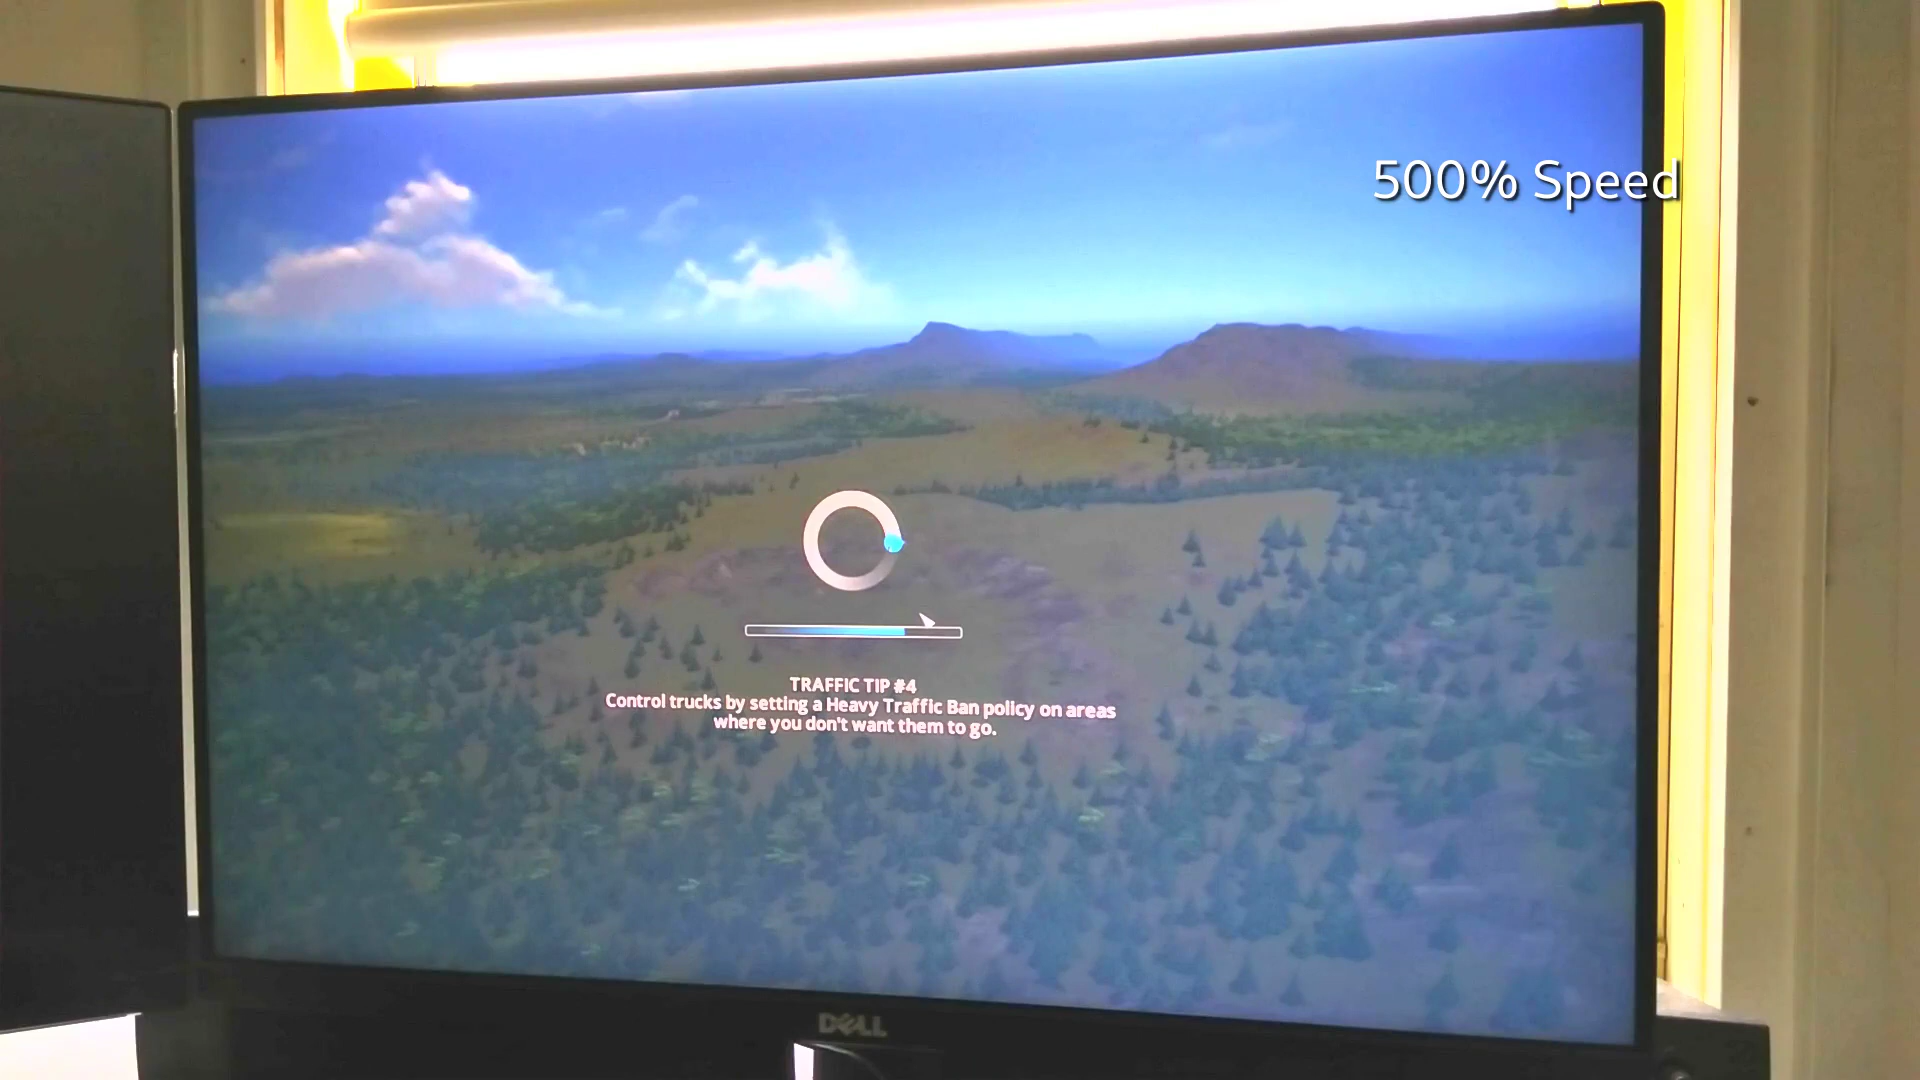 500% Speed
TRAFFIC TIP #4
Control trucks by setting a Heavy Traffic Ban policy on areas
where you don't want them to go.
DELL